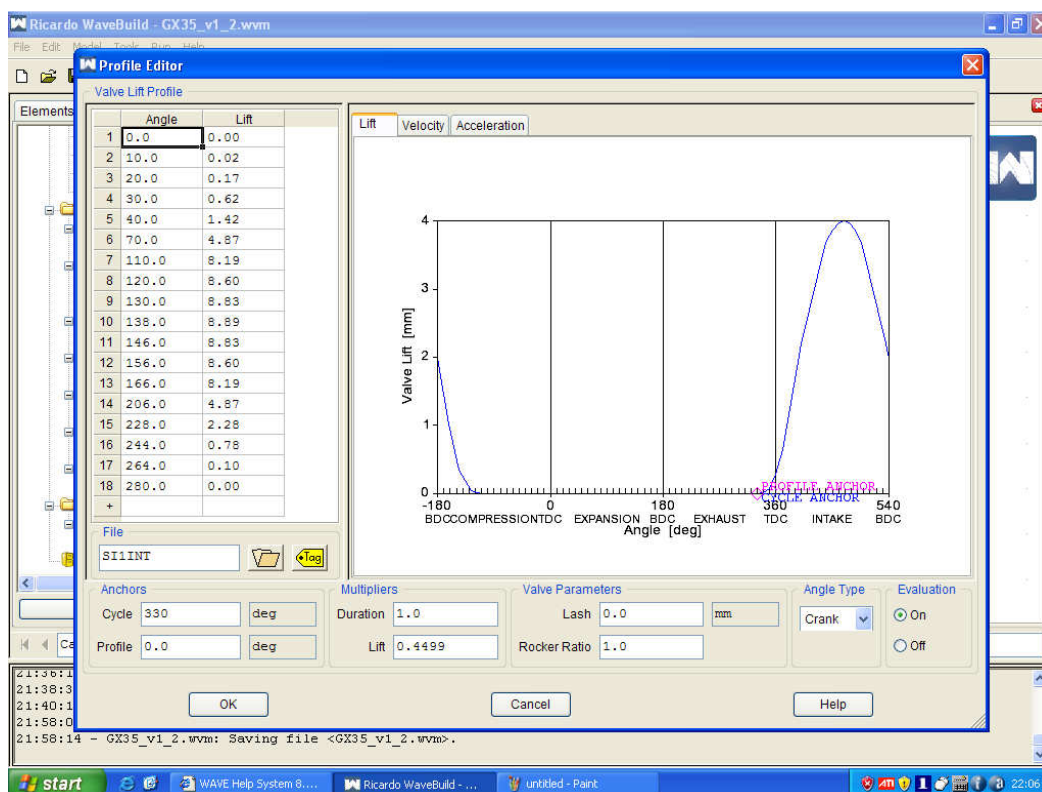 Ricardo WaveBuild - GX35_v1_2.wvm
File Edit Model Tools Run Help
Profile Editor
Valve Lift Profile
Elements
Angle Lift
1 0.0 0.00
2 10.0 0.02
3 20.0 0.17
4 30.0 0.62
5 40.0 1.42
6 70.0 4.87
7 110.0 8.19
8 120.0 8.60
9 130.0 8.83
10 138.0 8.89
11 146.0 8.83
12 156.0 8.60
13 166.0 8.19
14 206.0 4.87
15 228.0 2.28
16 244.0 0.78
17 264.0 0.10
18 280.0 0.00
+
Lift Velocity Acceleration
Valve Lift [mm]
4
3
2
1
0
PROFILE ANCHOR
CYCLE ANCHOR
-180 0 180 360 540
BDC COMPRESSION TDC EXPANSION BDC EXHAUST TDC INTAKE BDC
Angle [deg]
File
SI1INT
Tag
Anchors
Cycle 330 deg
Profile 0.0 deg
Multipliers
Duration 1.0
Lift 0.4499
Valve Parameters
Lash 0.0 mm
Rocker Ratio 1.0
Angle Type
Crank
Evaluation
On
Off
Ca
OK Cancel Help
21:36:1
21:38:3
21:40:1
21:58:0
21:58:14 - GX35_v1_2.wvm: Saving file <GX35_v1_2.wvm>.
start WAVE Help System 8.... Ricardo WaveBuild - ... untitled - Paint 22:06